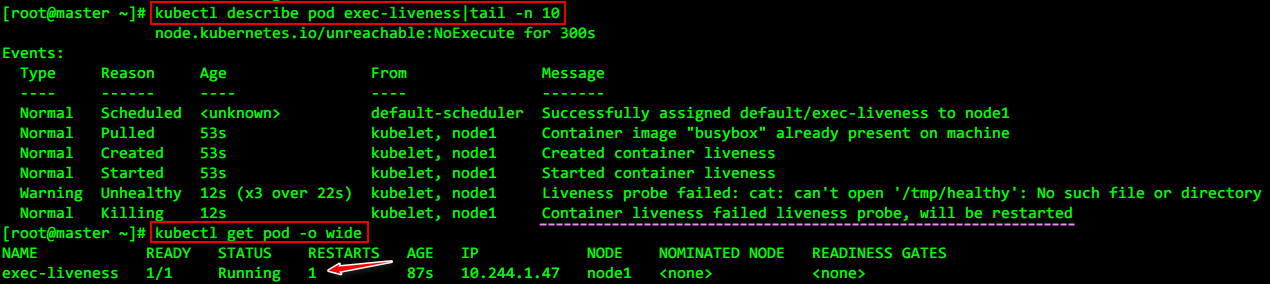 [root@master ~]# kubectl describe pod exec-liveness|tail -n 10
node.kubernetes.io/unreachable:NoExecute for 300s
Events:
Type Reason Age From Message
---- ------ ---- ---- -------
Normal Scheduled <unknown> default-scheduler Successfully assigned default/exec-liveness to node1
Normal Pulled 53s kubelet, node1 Container image "busybox" already present on machine
Normal Created 53s kubelet, node1 Created container liveness
Normal Started 53s kubelet, node1 Started container liveness
Warning Unhealthy 12s (x3 over 22s) kubelet, node1 Liveness probe failed: cat: can't open '/tmp/healthy': No such file or directory
Normal Killing 12s kubelet, node1 Container liveness failed liveness probe, will be restarted
[root@master ~]# kubectl get pod -o wide
NAME READY STATUS RESTARTS AGE IP NODE NOMINATED NODE READINESS GATES
exec-liveness 1/1 Running 1 87s 10.244.1.47 node1 <none> <none>